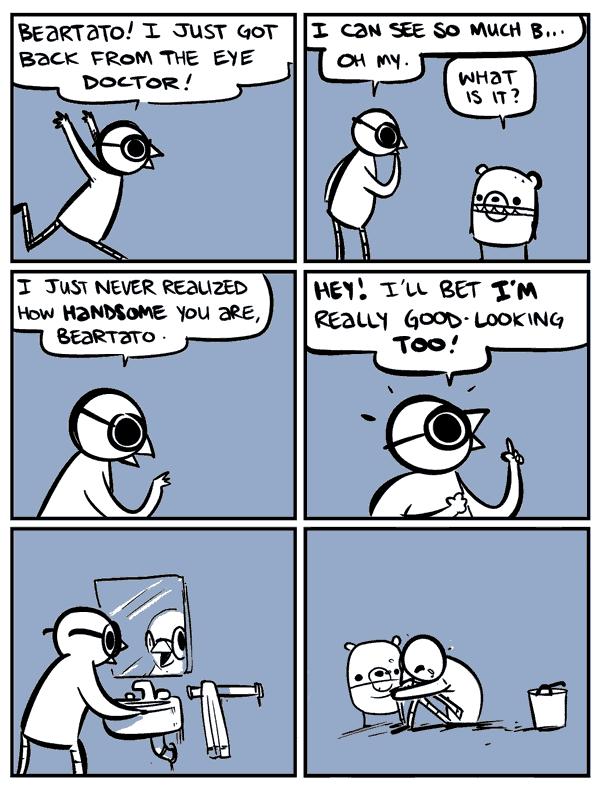 BEARTATO! I JUST GOT
BACK FROM THE EYE
DOCTOR!
I CAN SEE SO MUCH B...
OH MY.
WHAT
IS IT?
I JUST NEVER REALIZED
HOW HANDSOME YOU ARE,
BEARTATO.
HEY! I'LL BET I'M
REALLY GOOD-LOOKING
TOO!